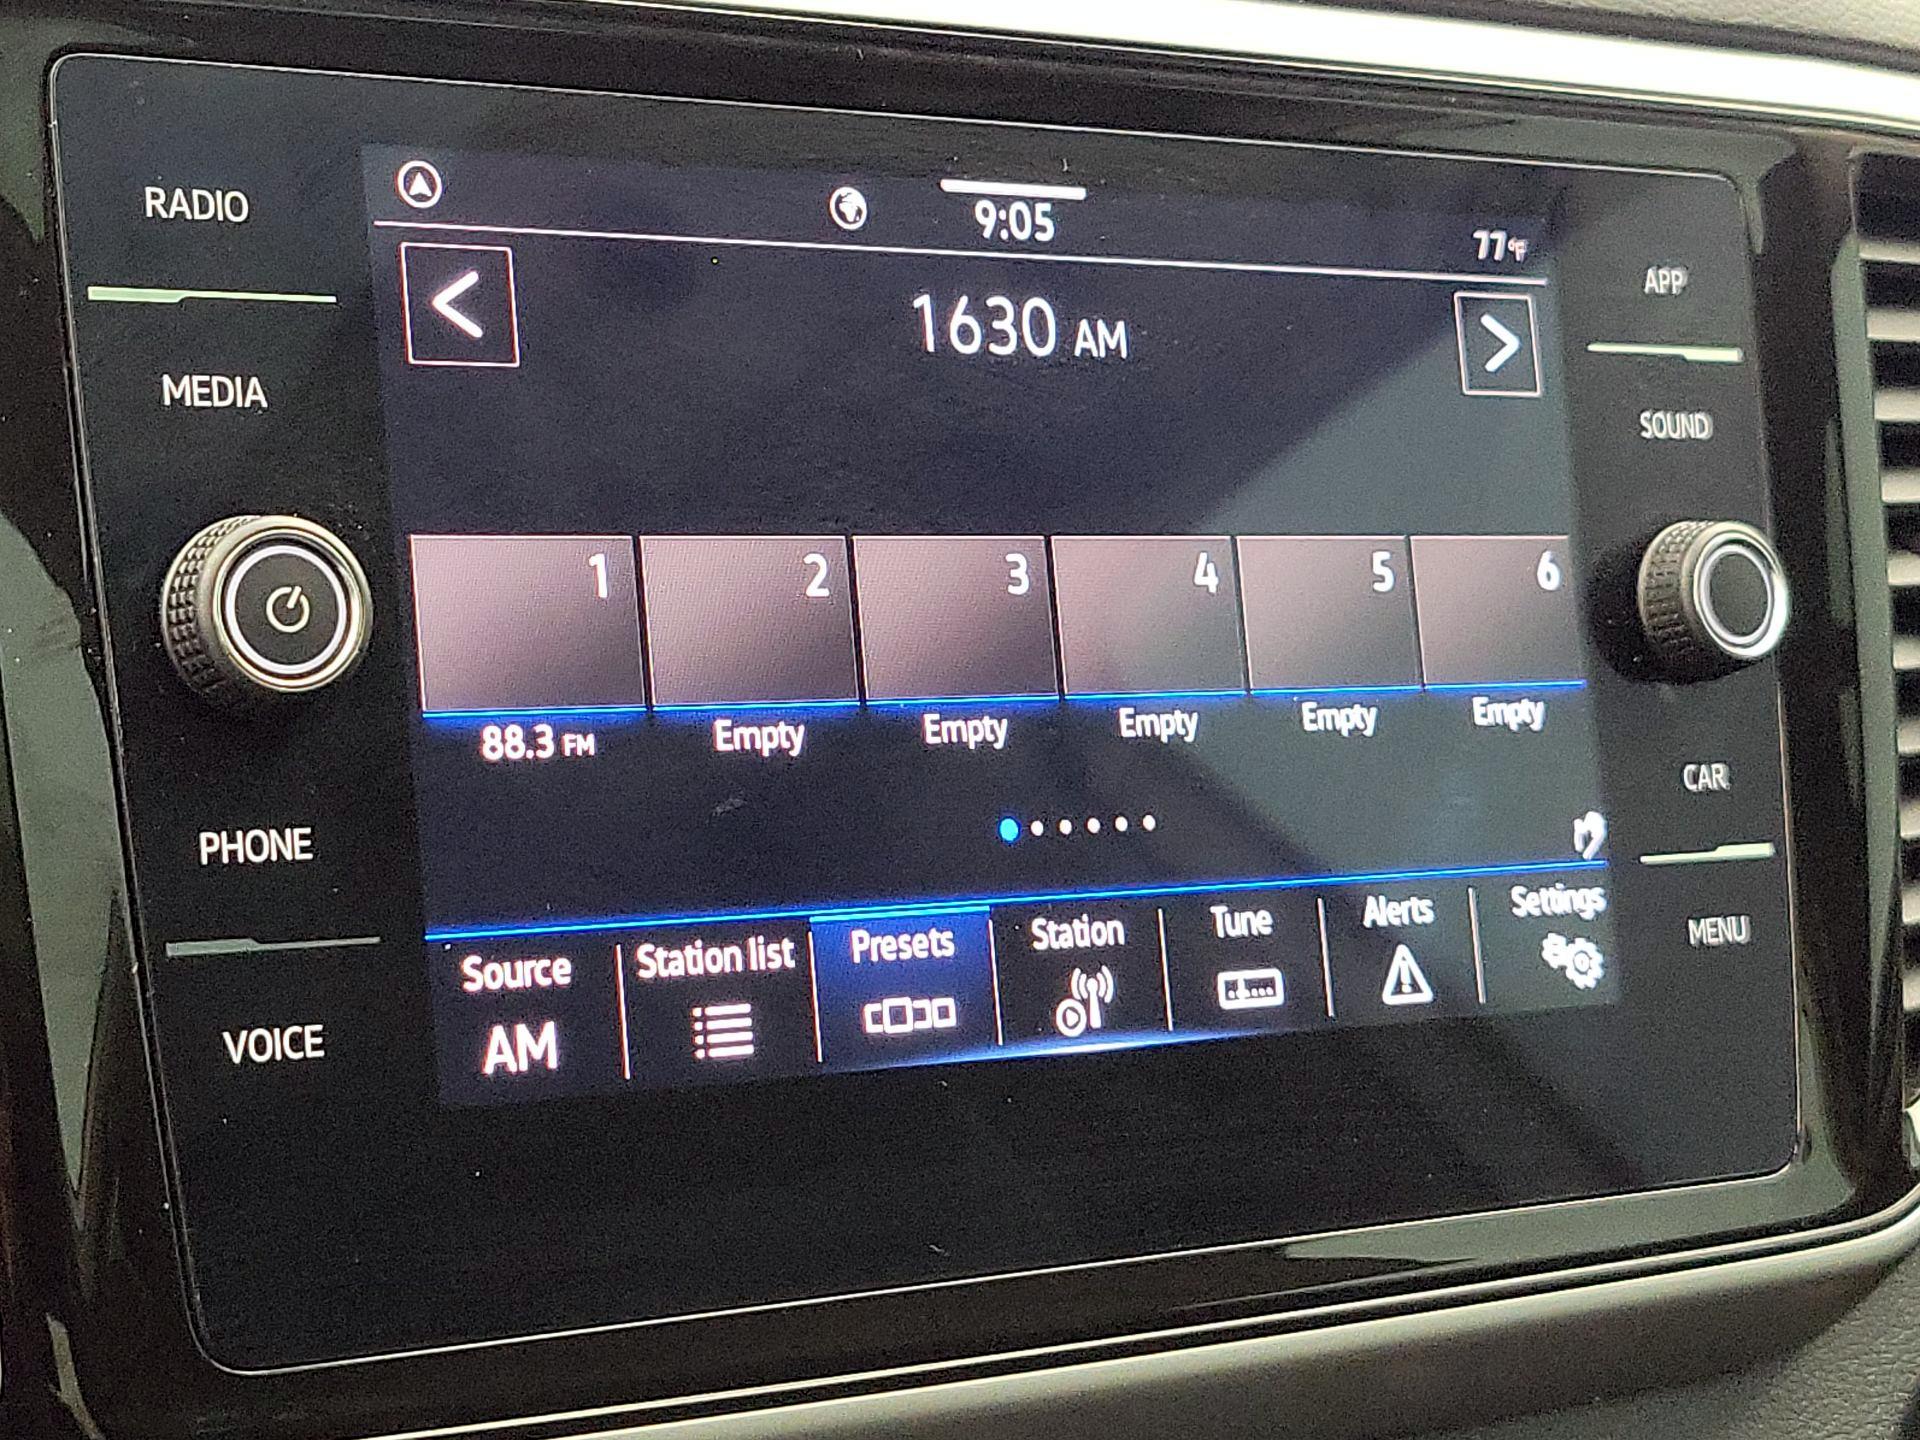 RADIO
MEDIA
PHONE
VOICE
9:05
77°F
1630 AM
1 2 3 4 5 6
88.3 FM Empty Empty Empty Empty Empty
Source Station list Presets Station Tune Alerts Settings
AM
APP
SOUND
CAR
MENU